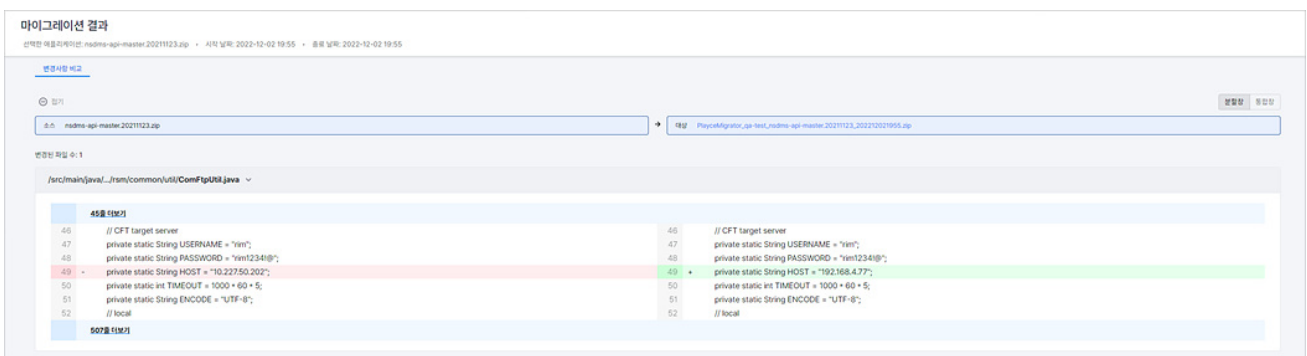 마이그레이션 결과
선택한 애플리케이션: nsdms-api-master.20211123.zip • 시작 날짜: 2022-12-02 19:55 • 종료 날짜: 2022-12-02 19:55
변경사항 비교
접기
분할창 통합창
소스 nsdms-api-master.20211123.zip → 대상 PlayceMigrator_qa-test_nsdms-api-master.20211123_202212021955.zip
변경된 파일 수: 1
/src/main/java/.../rsm/common/util/ComFtpUtil.java
45줄 더보기
46 // CFT target server 46 // CFT target server
47 private static String USERNAME = "rim"; 47 private static String USERNAME = "rim";
48 private static String PASSWORD = "rim1234!@"; 48 private static String PASSWORD = "rim1234!@";
49 - private static String HOST = "10.227.50.202"; 49 + private static String HOST = "192.168.4.77";
50 private static int TIMEOUT = 1000 * 60 * 5; 50 private static int TIMEOUT = 1000 * 60 * 5;
51 private static String ENCODE = "UTF-8"; 51 private static String ENCODE = "UTF-8";
52 // local 52 // local
507줄 더보기